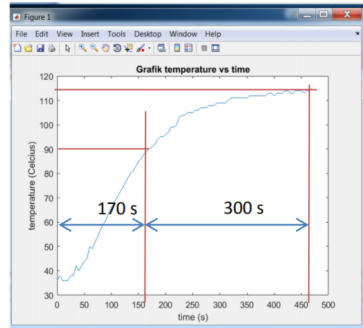 Figure 1
File Edit View Insert Tools Desktop Window Help
Grafik temperature vs time
temperature (Celcius)
120
110
100
90
80
70
60
50
40
30
170 s
300 s
0 50 100 150 200 250 300 350 400 450 500
time (s)